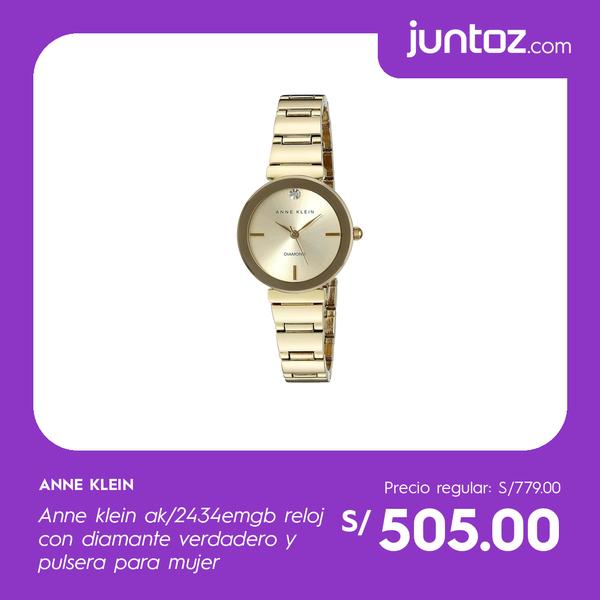 juntoz.com
ANNE KLEIN
DIAMOND
ANNE KLEIN
Precio regular: S/779.00
Anne klein ak/2434emgb reloj
con diamante verdadero y
pulsera para mujer
S/ 505.00